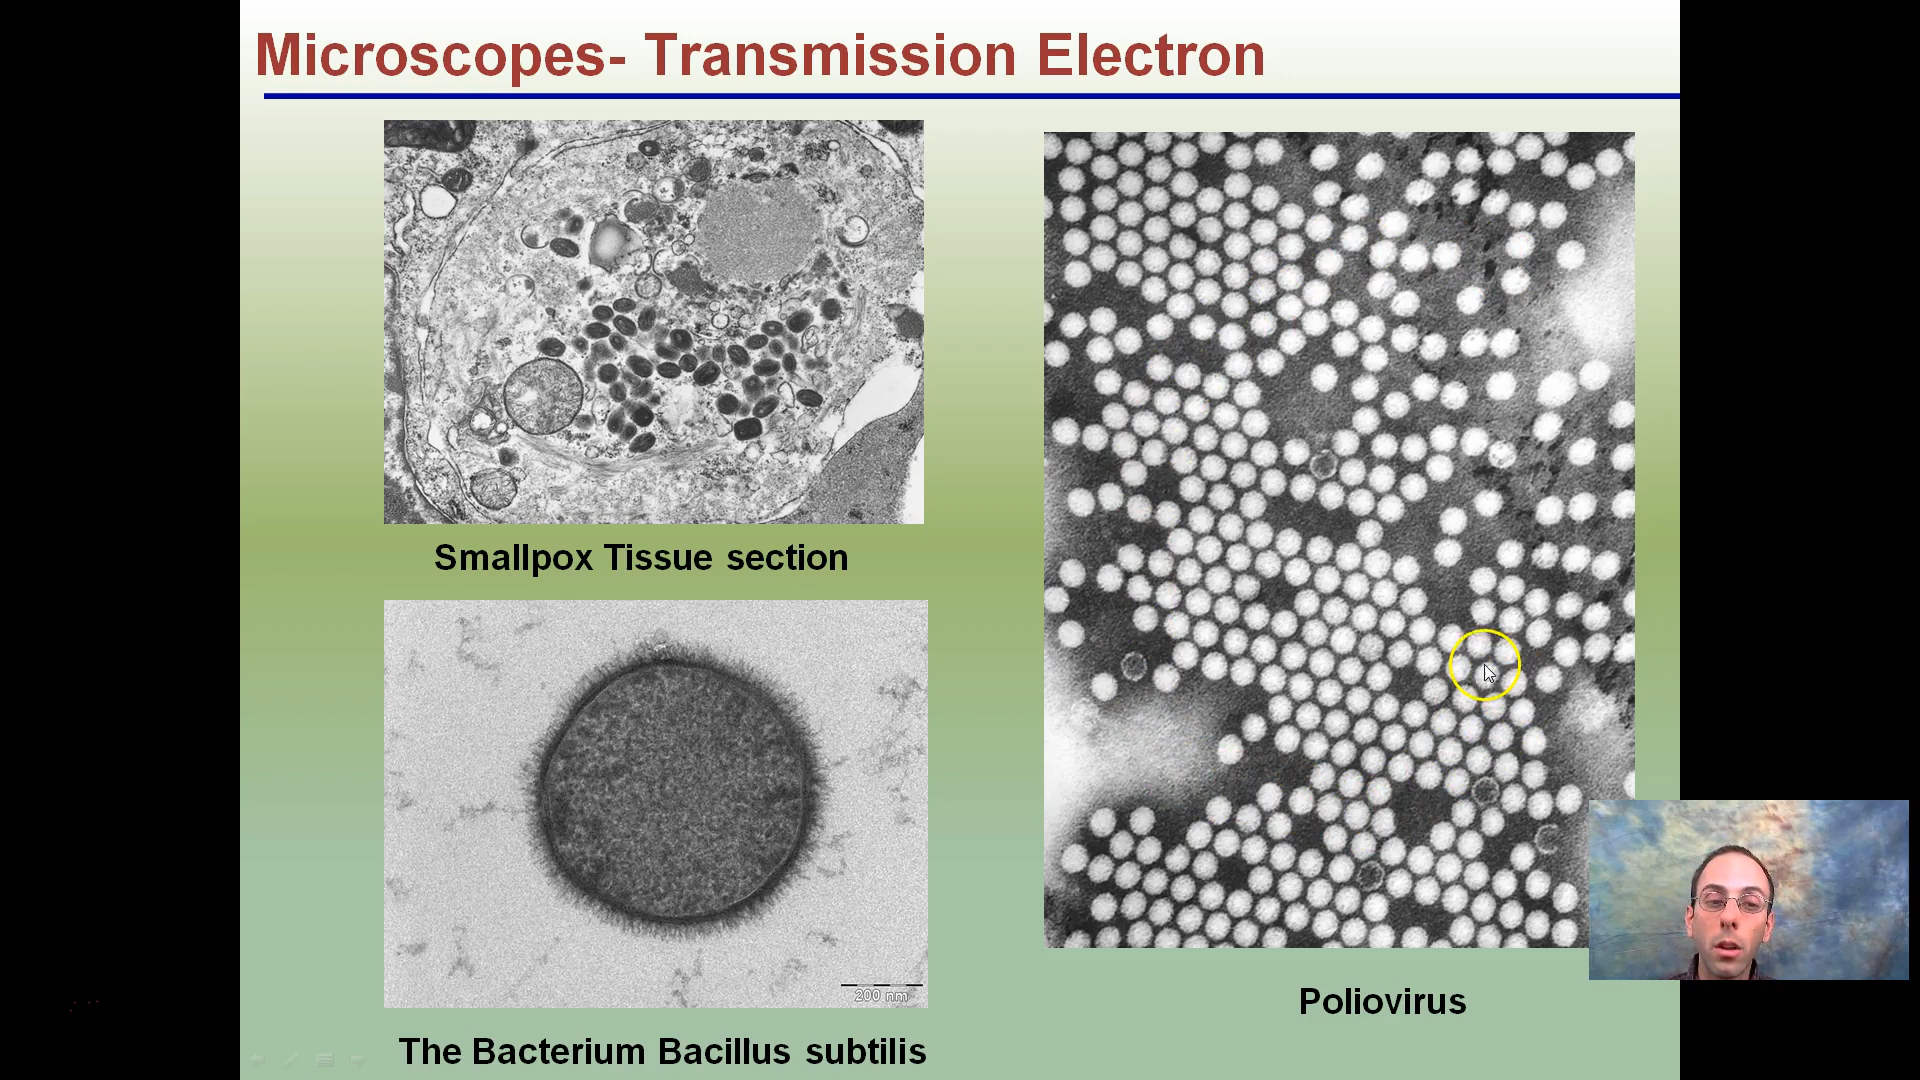 Microscopes- Transmission Electron
Smallpox Tissue section
200 nm
The Bacterium Bacillus subtilis
Poliovirus